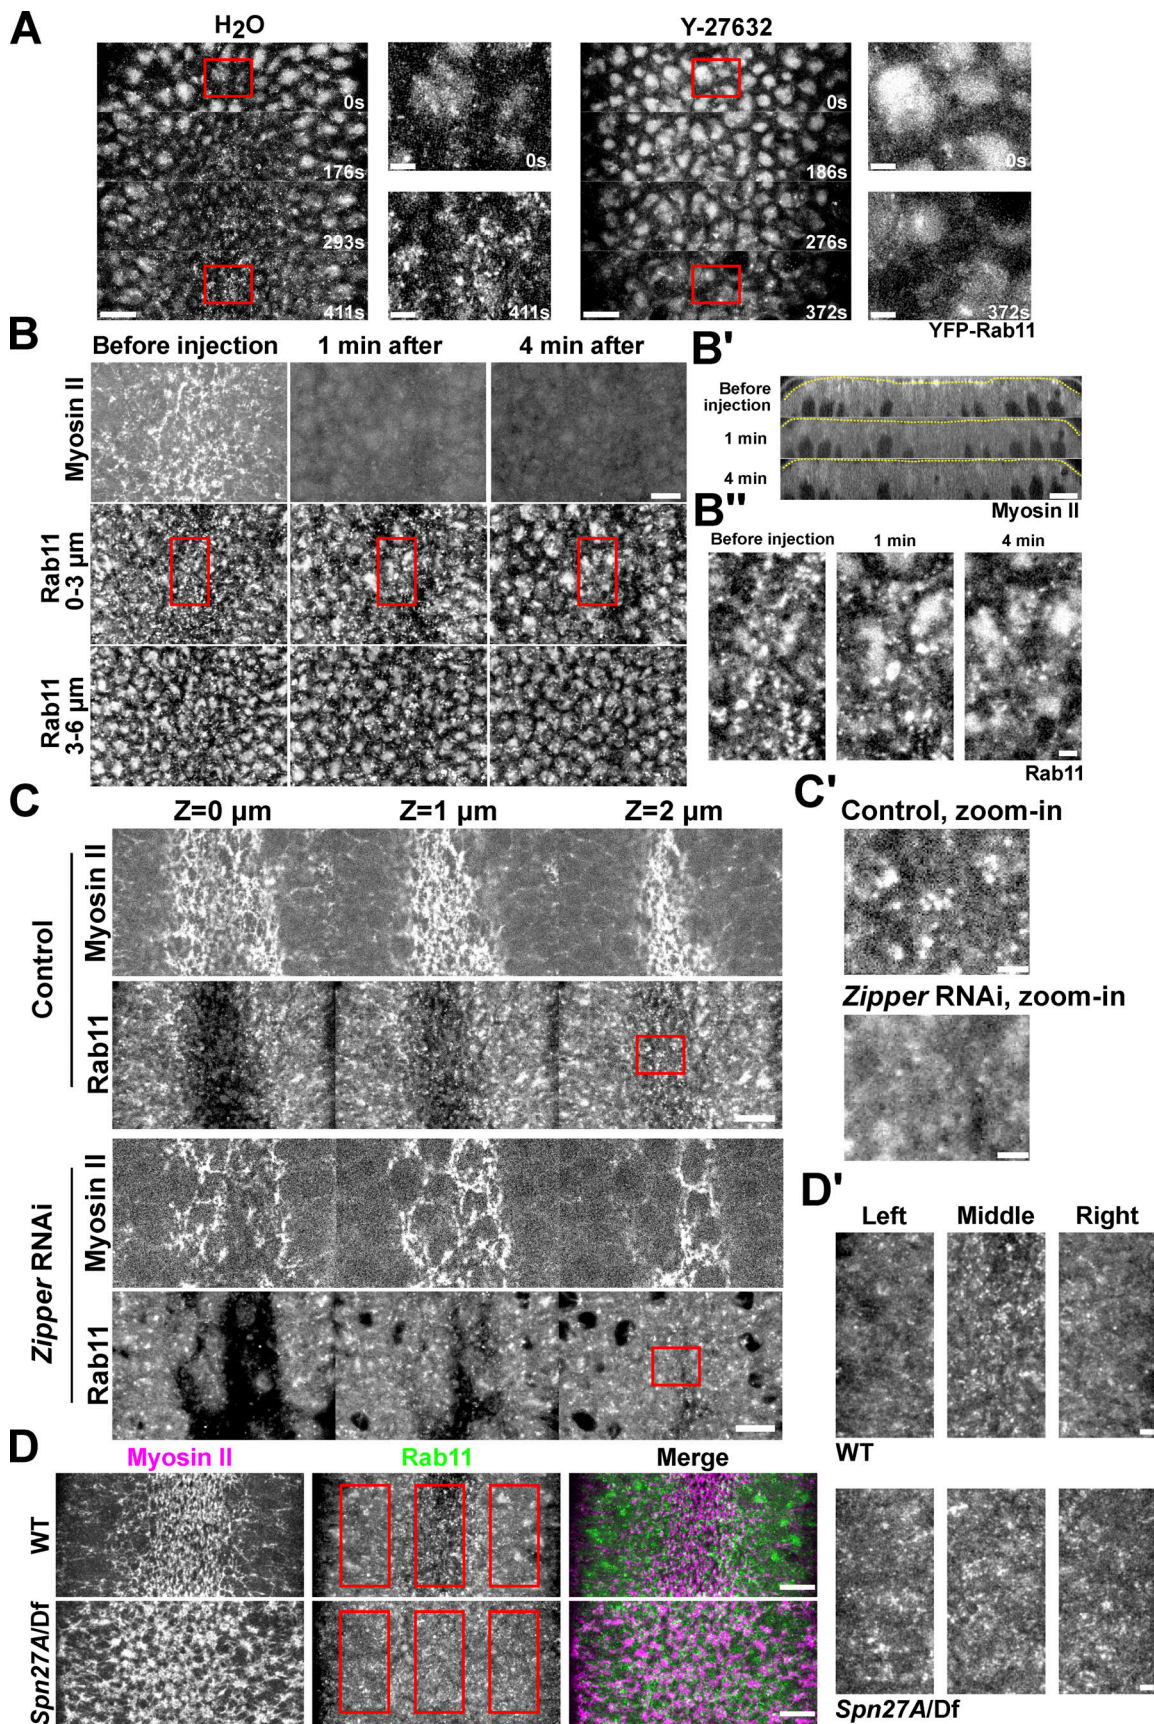 A
H2O
Y-27632
0s
176s
293s
411s
0s
411s
0s
186s
276s
372s
0s
372s
YFP-Rab11
B
Before injection
1 min after
4 min after
Myosin II
Rab11
0-3 µm
Rab11
3-6 µm
B'
Before
injection
1 min
4 min
Myosin II
B''
Before injection
1 min
4 min
Rab11
C
Z=0 µm
Z=1 µm
Z=2 µm
Control
Myosin II
Rab11
Zipper RNAi
Myosin II
Rab11
C'
Control, zoom-in
Zipper RNAi, zoom-in
D
Myosin II
Rab11
Merge
WT
Spn27A/Df
D'
Left
Middle
Right
WT
Spn27A/Df